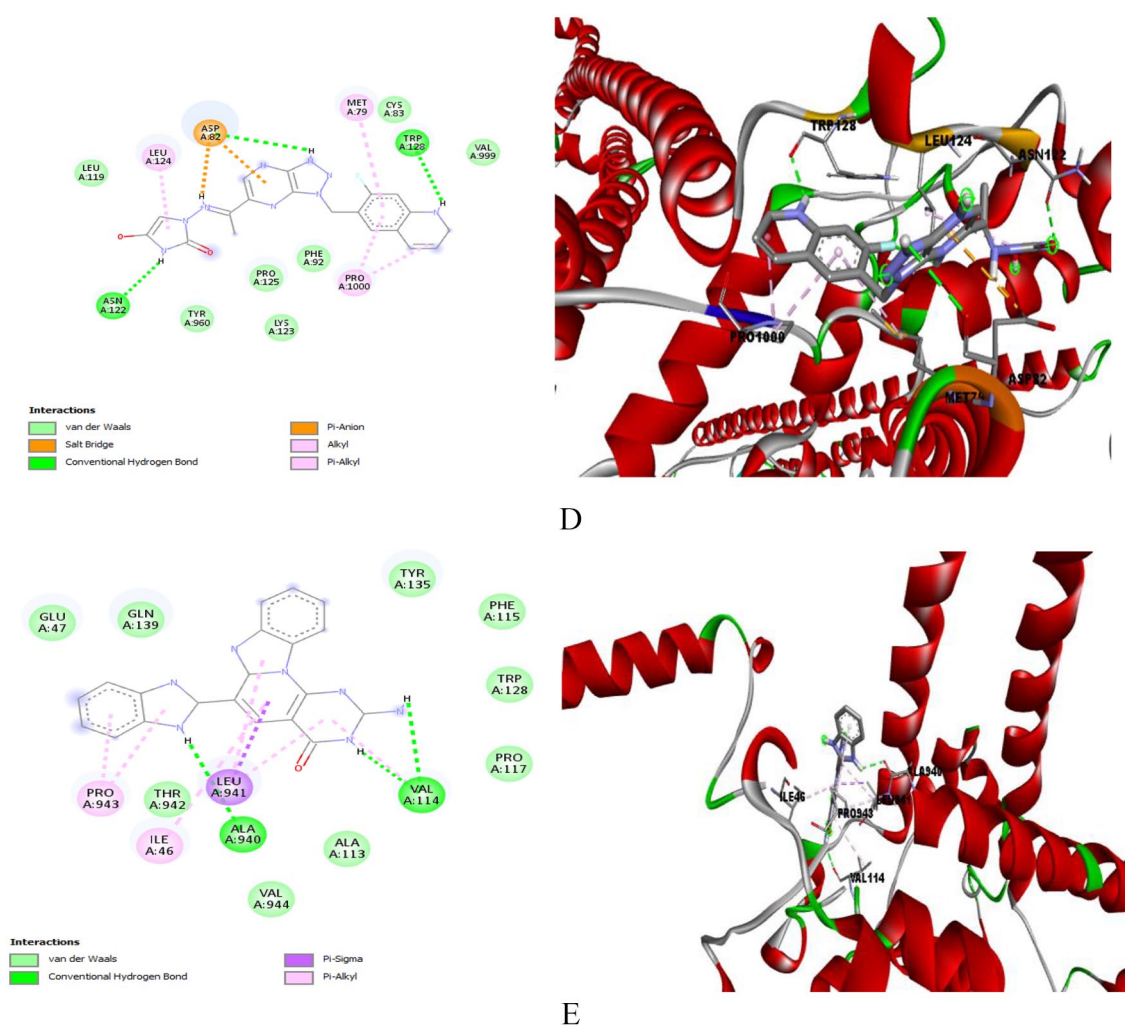 MET
A:79
CYS
A:83
ASP
A:82
TRP
A:128
VAL
A:999
LEU
A:124
LEU
A:119
H
H
H
N
N
N
N
N
N
N
N
F
O
O
N
H
PHE
A:92
PRO
A:125
PRO
A:1000
ASN
A:122
TYR
A:960
LYS
A:123
Interactions
van der Waals
Salt Bridge
Conventional Hydrogen Bond
Pi-Anion
Alkyl
Pi-Alkyl
TRP128
LEU124
ASN122
PRO1000
ASP82
D
TYR
A:135
GLU
A:47
GLN
A:139
PHE
A:115
TRP
A:128
N
N
N
N
N
H
N
N
H
O
H
PRO
A:943
THR
A:942
LEU
A:941
VAL
A:114
PRO
A:117
ILE
A:46
ALA
A:940
ALA
A:113
VAL
A:944
Interactions
van der Waals
Conventional Hydrogen Bond
Pi-Sigma
Pi-Alkyl
ILE46
PRO943
VAL114
E